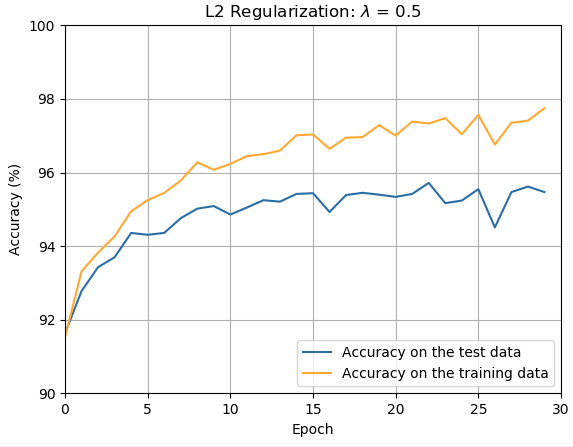 L2 Regularization: λ = 0.5
100
98
96
94
92
90
Accuracy (%)
0 5 10 15 20 25 30
Epoch
Accuracy on the test data
Accuracy on the training data